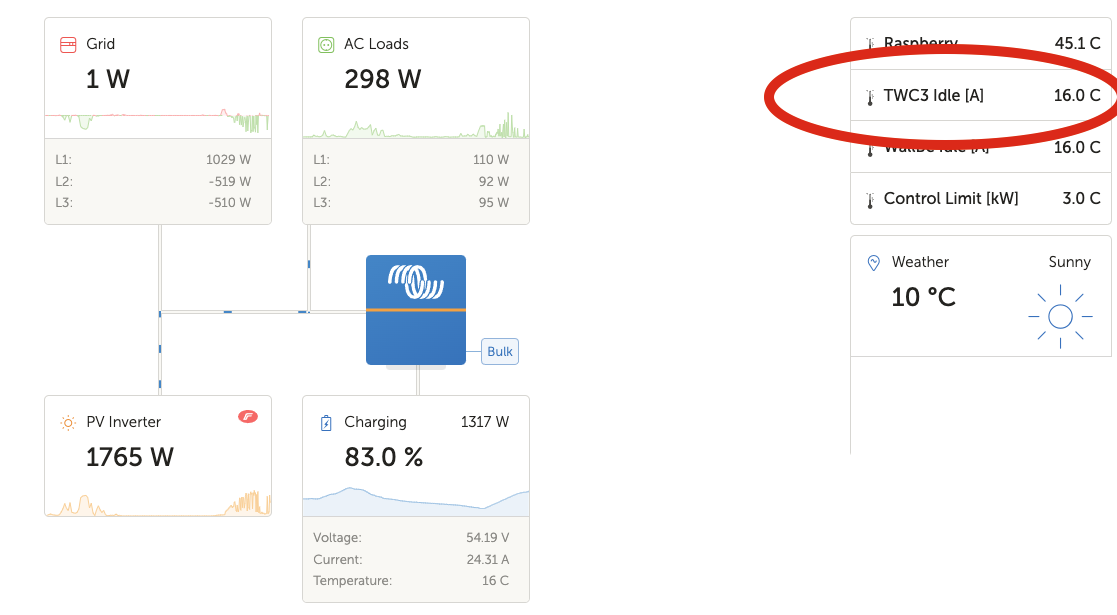 Grid
1 W
L1: 1029 W
L2: -519 W
L3: -510 W
AC Loads
298 W
L1: 110 W
L2: 92 W
L3: 95 W
Raspberry 45.1 C
TWC3 Idle [A] 16.0 C
WallBe Idle [A] 16.0 C
Control Limit [kW] 3.0 C
Weather Sunny
10 °C
Bulk
PV Inverter
1765 W
Charging 1317 W
83.0 %
Voltage: 54.19 V
Current: 24.31 A
Temperature: 16 C